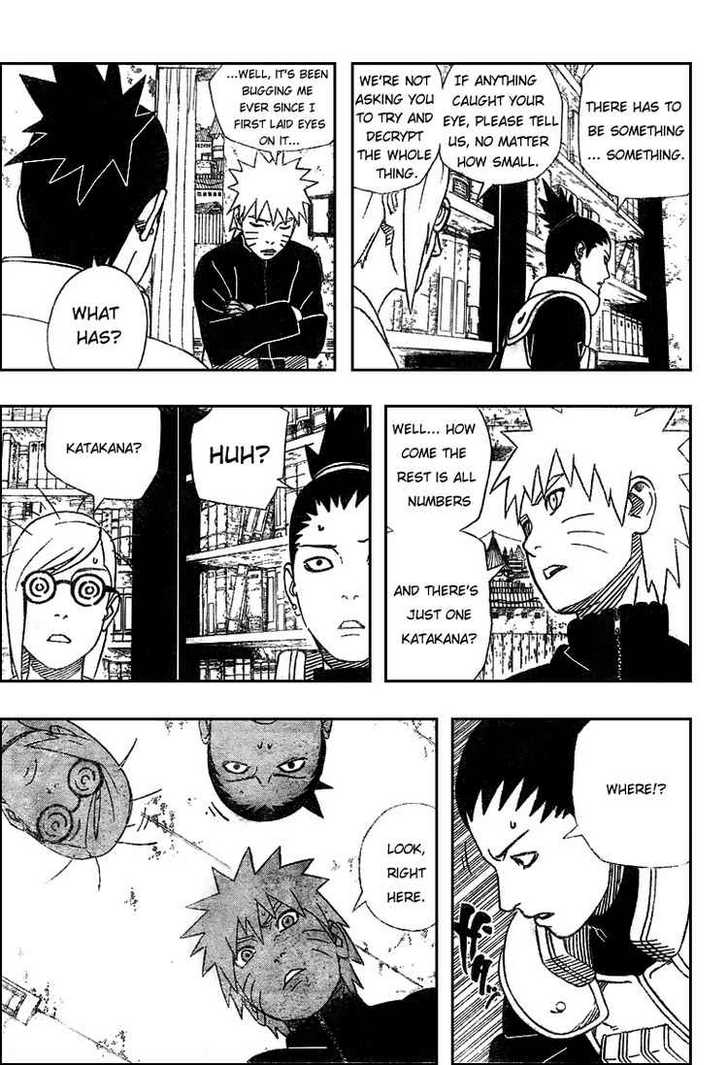 THERE HAS TO
BE SOMETHING
... SOMETHING.
IF ANYTHING
CAUGHT YOUR
EYE, PLEASE TELL
US, NO MATTER
HOW SMALL.
WE'RE NOT
ASKING YOU
TO TRY AND
DECRYPT
THE WHOLE
THING.
...WELL, IT'S BEEN
BUGGING ME
EVER SINCE I
FIRST LAID EYES
ON IT...
WHAT
HAS?
WELL... HOW
COME THE
REST IS ALL
NUMBERS
AND THERE'S
JUST ONE
KATAKANA?
HUH?
KATAKANA?
WHERE!?
LOOK,
RIGHT
HERE.